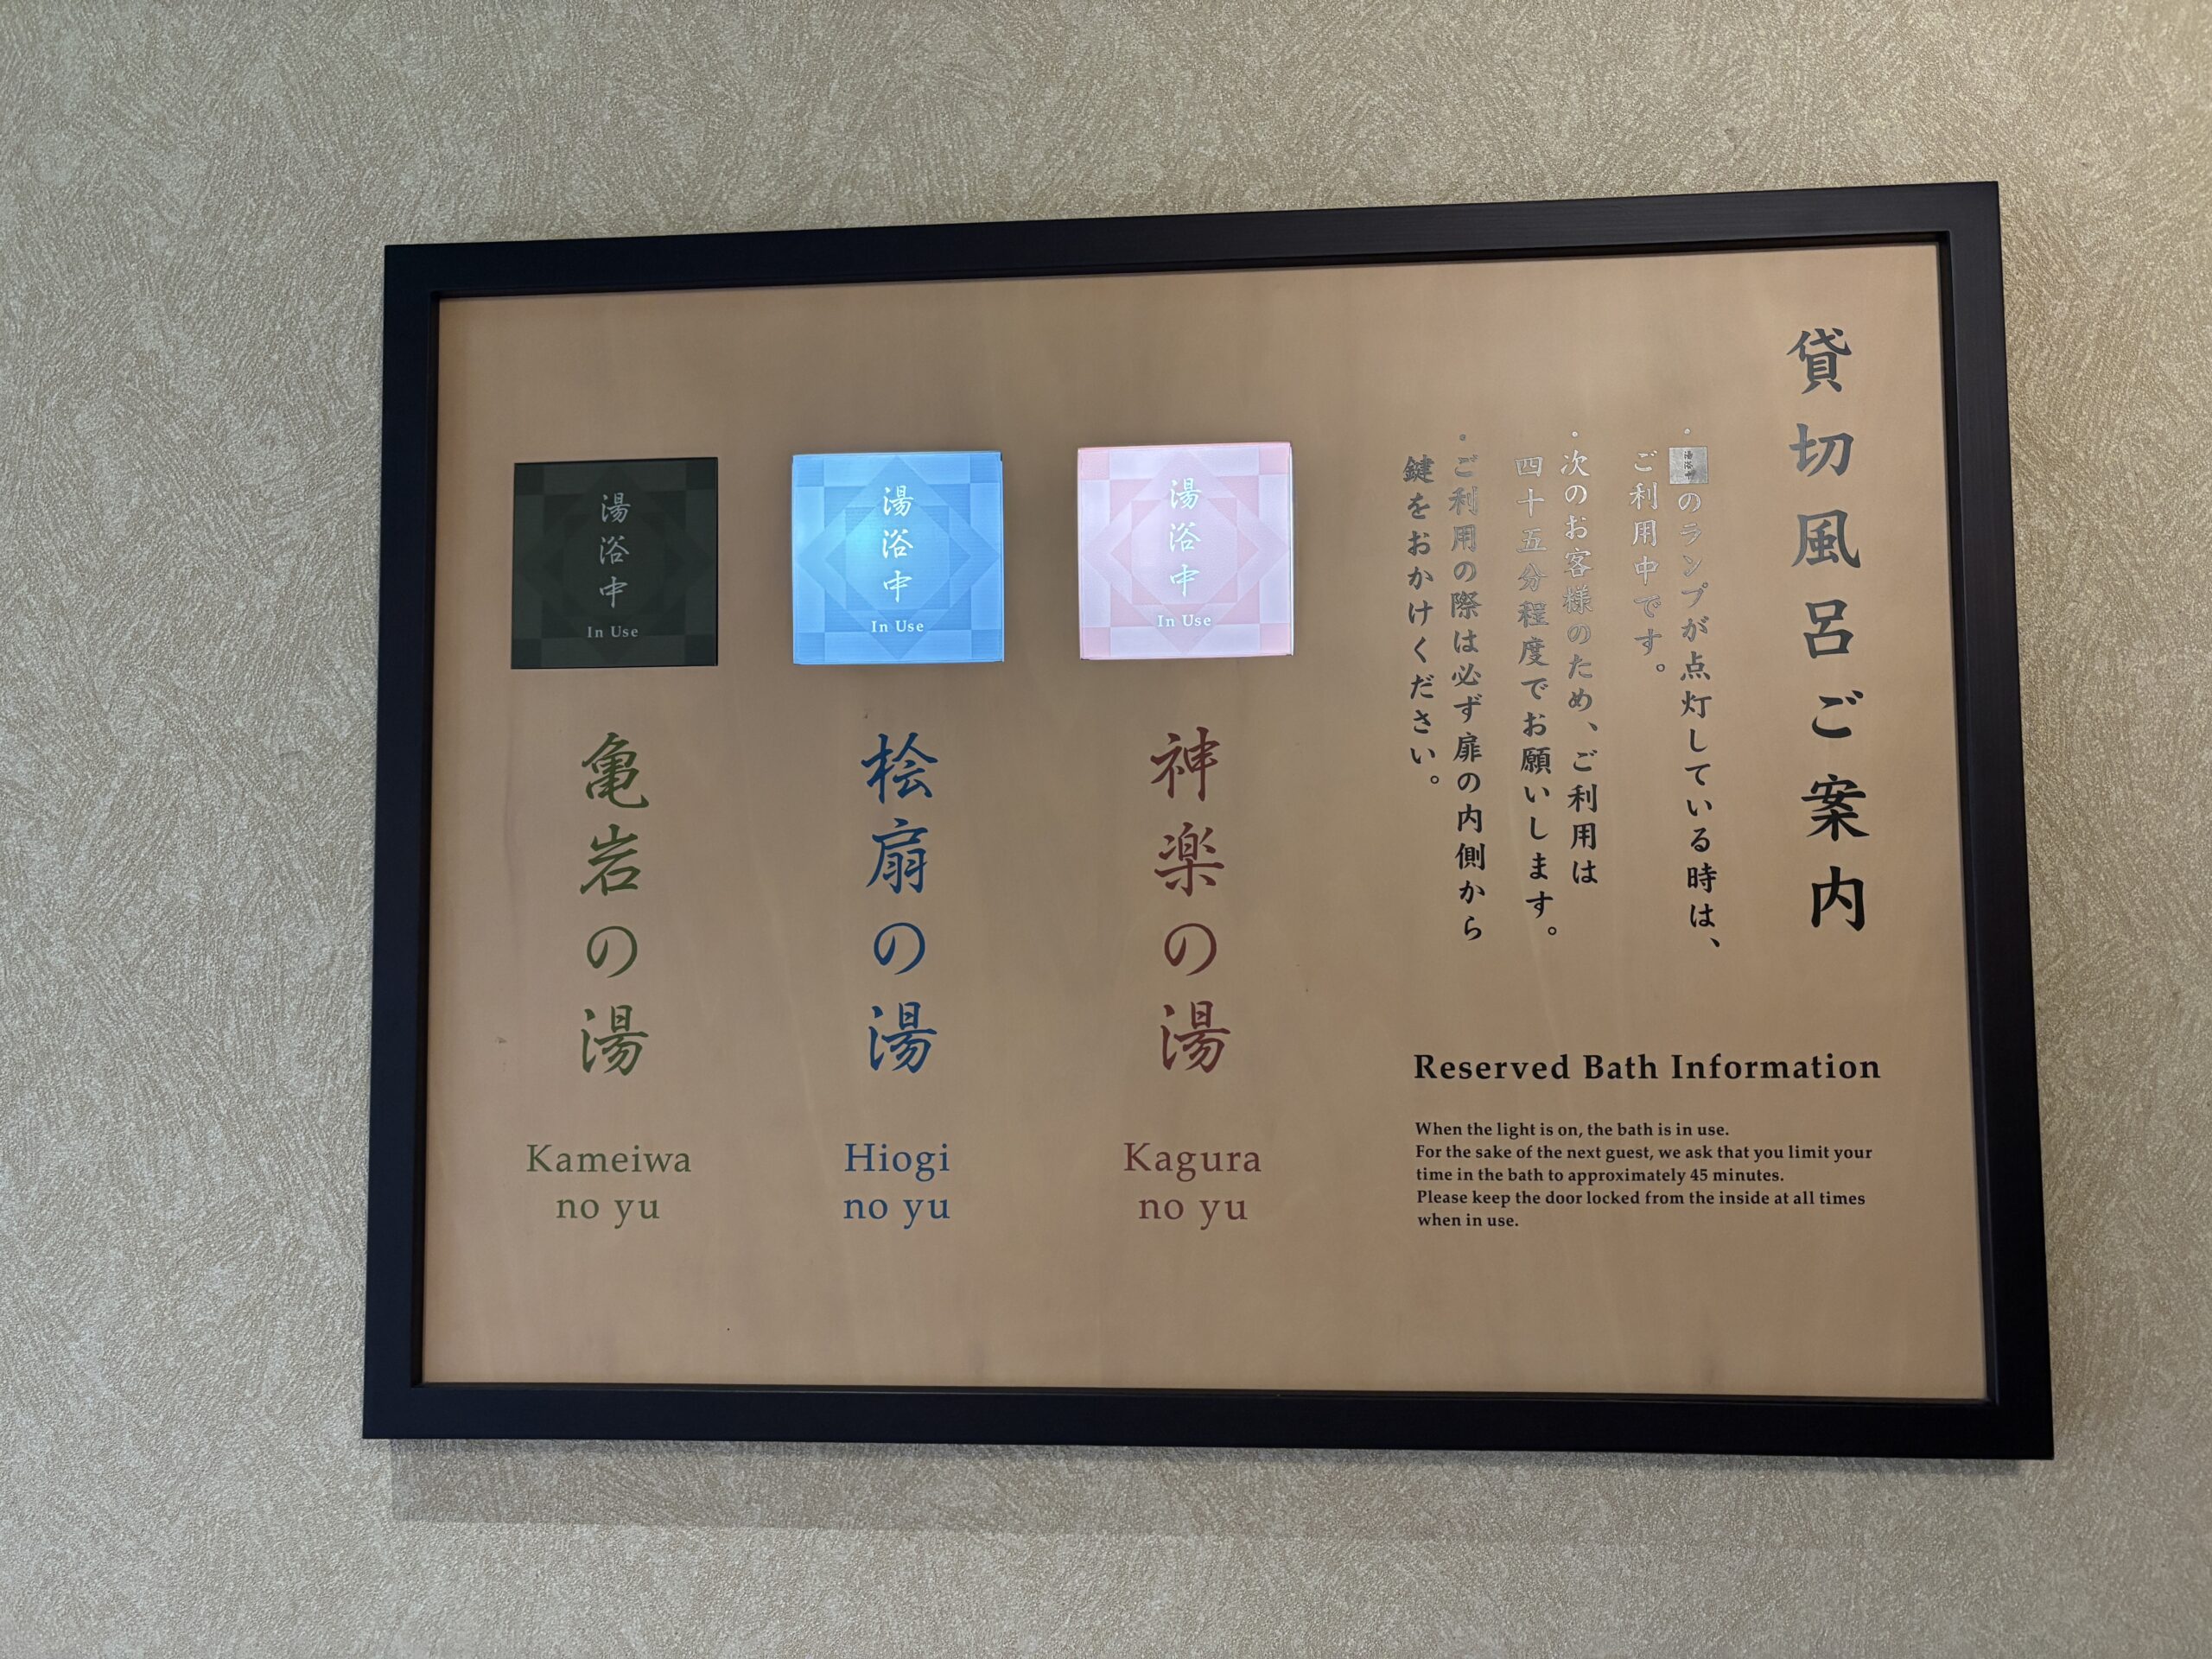 貸切風呂ご案内
・湯浴中のランプが点灯している時は、
ご利用中です。
・次のお客様のため、ご利用は
四十五分程度でお願いします。
・ご利用の際は必ず扉の内側から
鍵をおかけください。
Reserved Bath Information
When the light is on, the bath is in use.
For the sake of the next guest, we ask that you limit your
time in the bath to approximately 45 minutes.
Please keep the door locked from the inside at all times
when in use.
湯浴中
In Use
神楽の湯
Kagura
no yu
湯浴中
In Use
桧扇の湯
Hiogi
no yu
湯浴中
In Use
亀岩の湯
Kameiwa
no yu